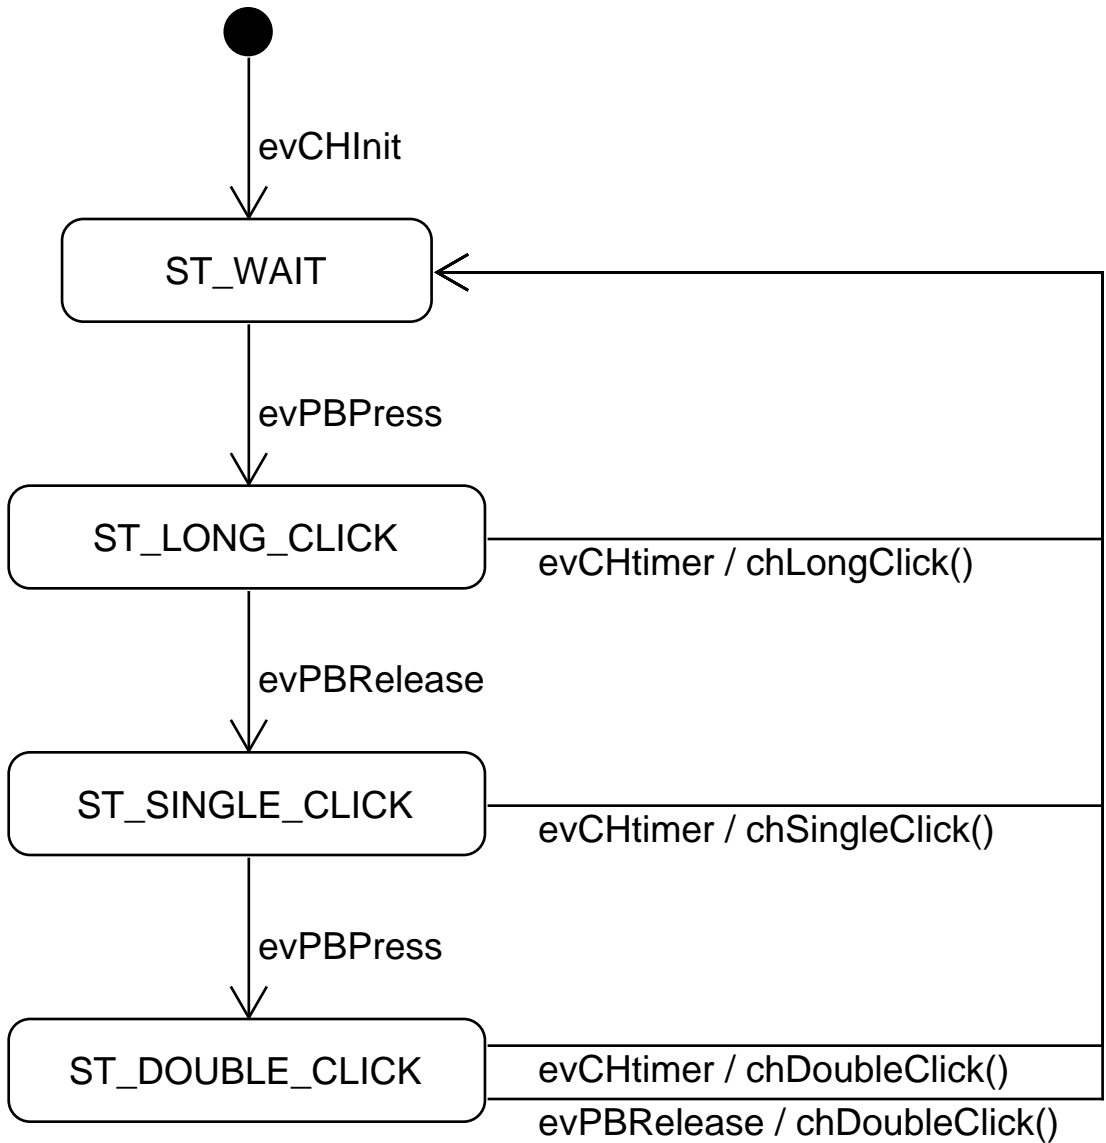 evCHInit
ST_WAIT
evPBPress
ST_LONG_CLICK
evCHtimer / chLongClick()
evPBRelease
ST_SINGLE_CLICK
evCHtimer / chSingleClick()
evPBPress
ST_DOUBLE_CLICK
evCHtimer / chDoubleClick()
evPBRelease / chDoubleClick()